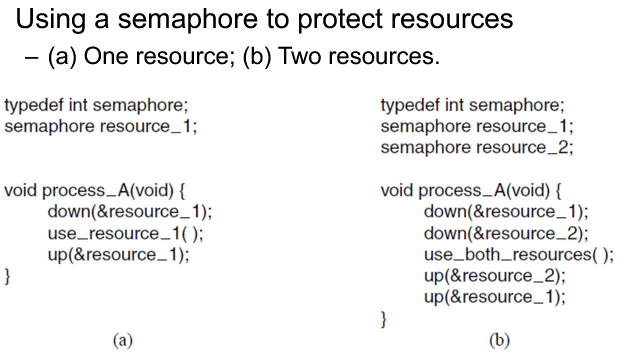 Using a semaphore to protect resources
– (a) One resource; (b) Two resources.
typedef int semaphore;
semaphore resource_1;
void process_A(void) {
down(&resource_1);
use_resource_1( );
up(&resource_1);
}
(a)
typedef int semaphore;
semaphore resource_1;
semaphore resource_2;
void process_A(void) {
down(&resource_1);
down(&resource_2);
use_both_resources( );
up(&resource_2);
up(&resource_1);
}
(b)